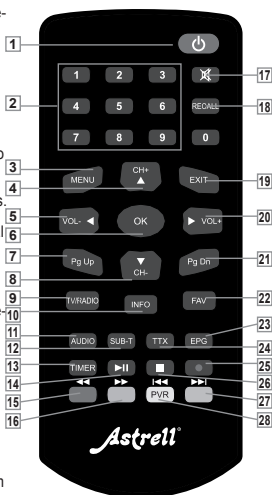 1
1 2 3 17
2 4 5 6 RECALL 18
7 8 9 0
3 MENU CH+ EXIT 19
4
5 VOL- OK VOL+ 20
6
7 Pg Up Pg Dn 21
8 CH-
9 TV/RADIO INFO FAV 22
10
11 AUDIO SUB-T TTX EPG 23
12 24
13 TIMER 25
14 26
15 PVR 27
16 28
Astrell